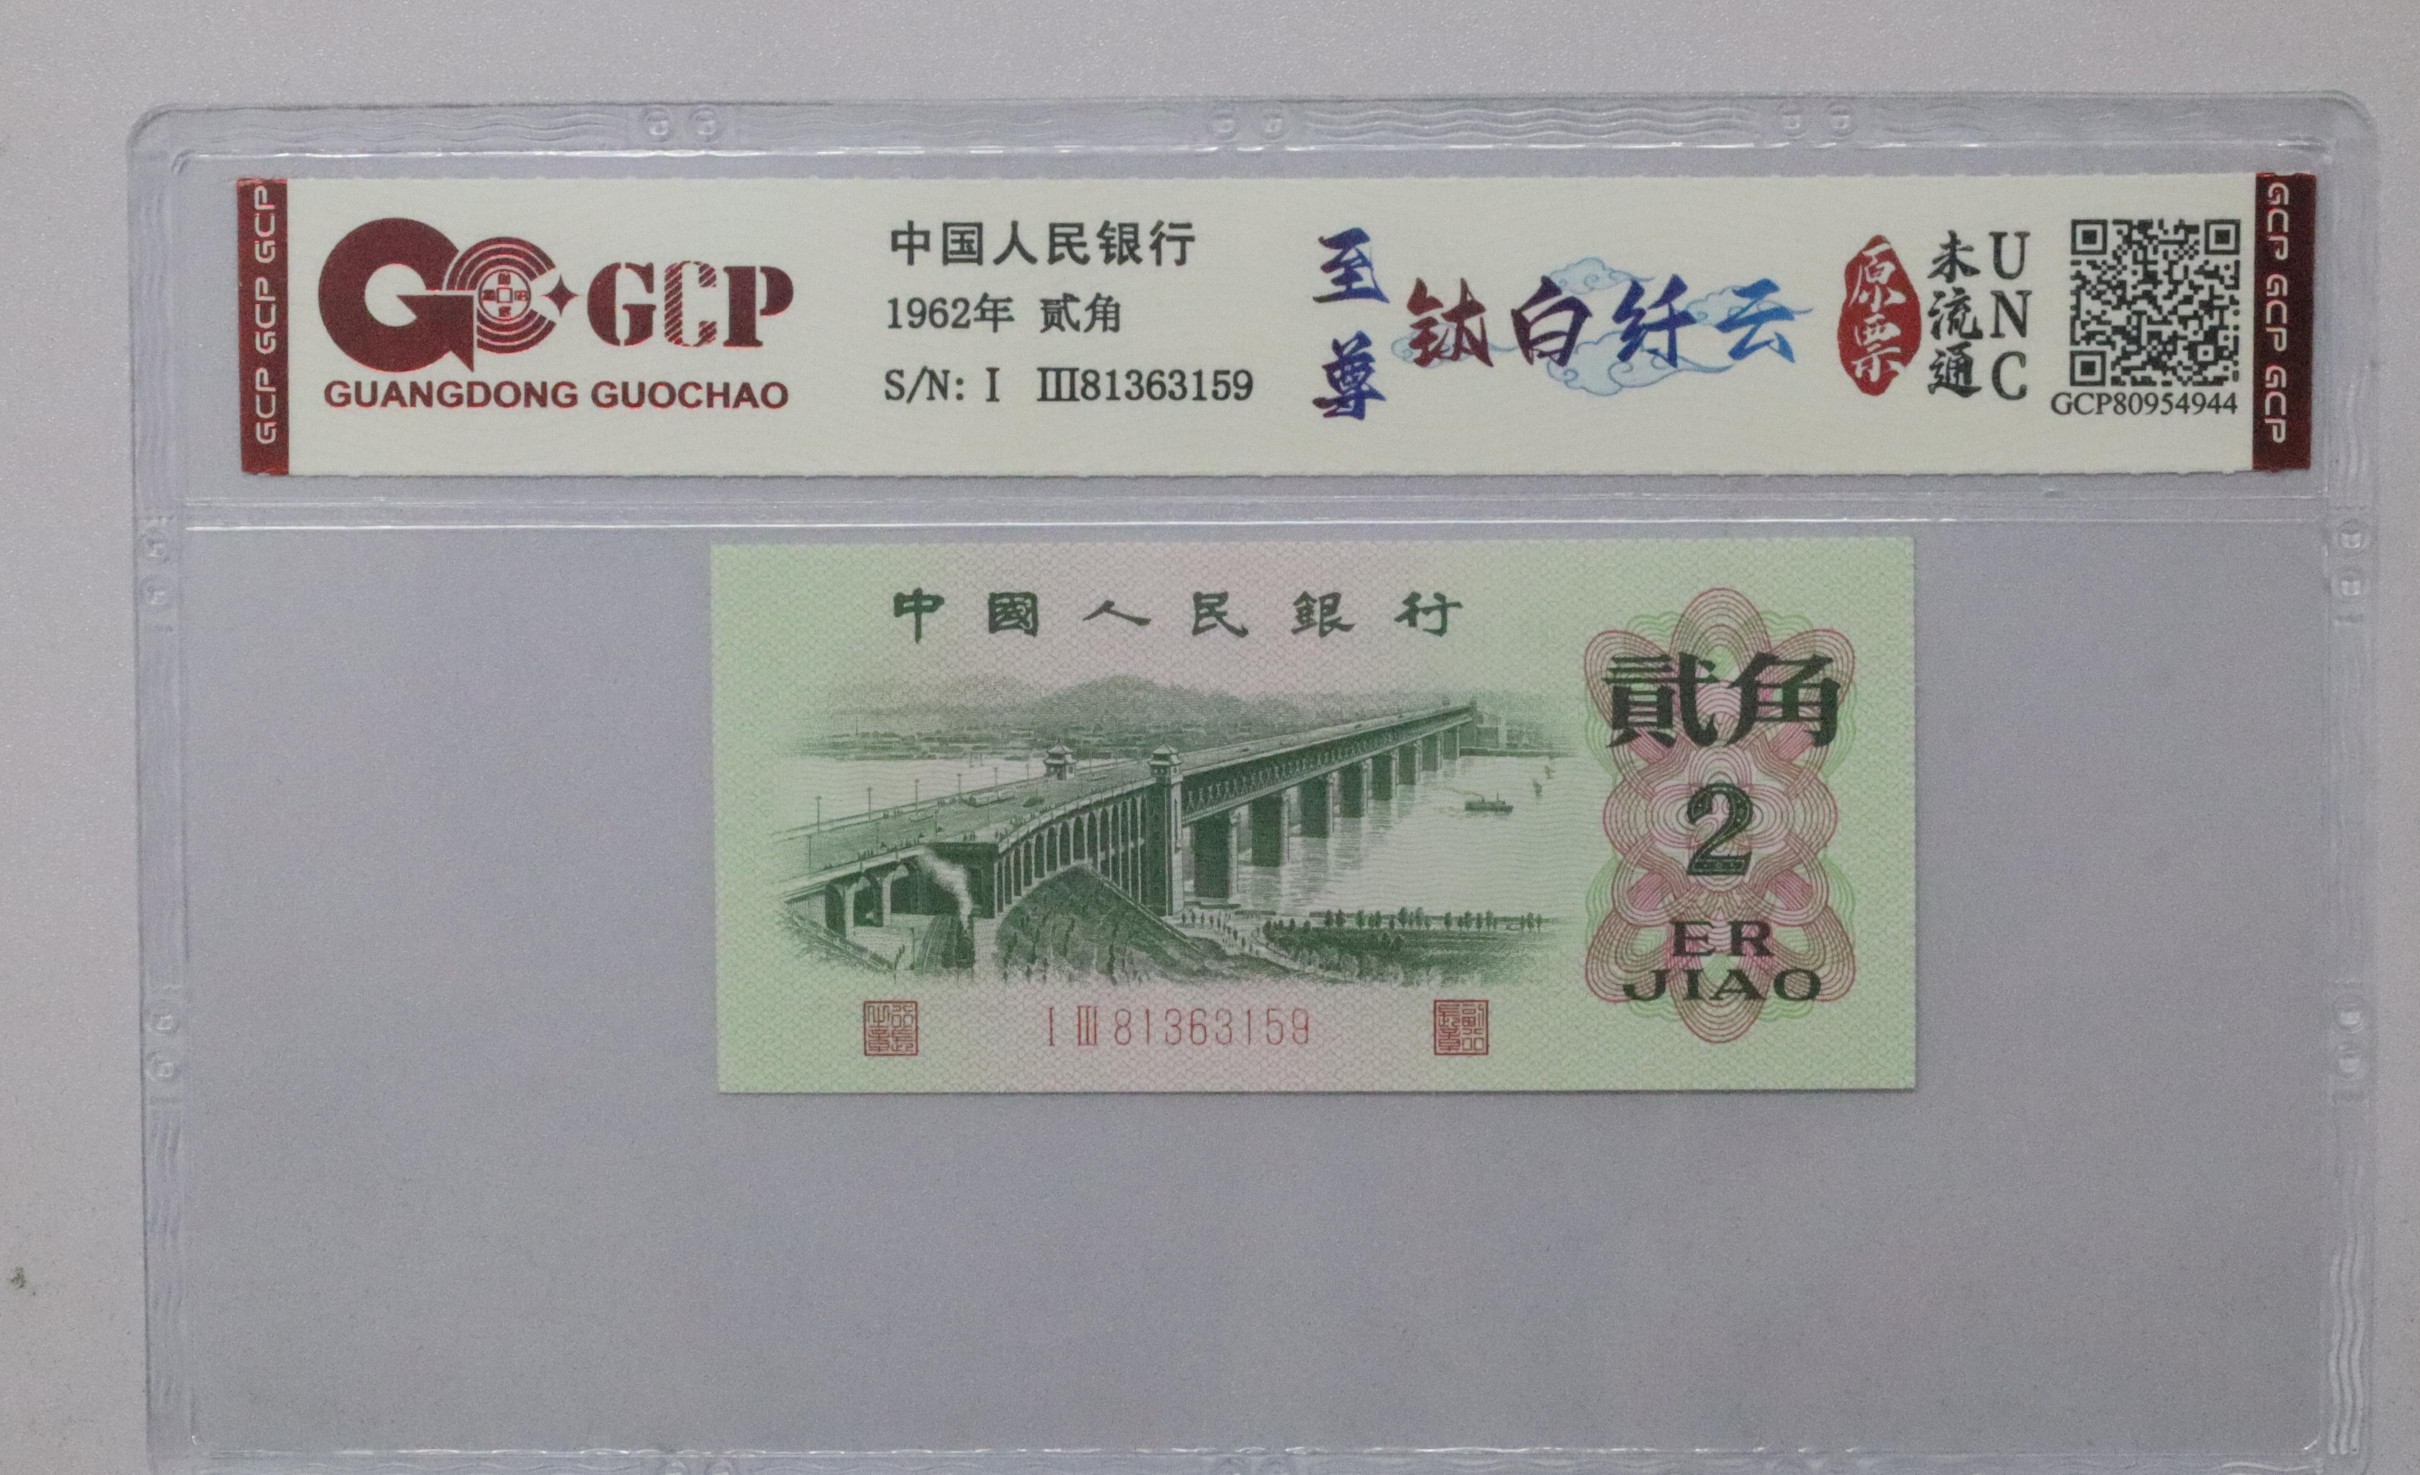 GCP GCP GCP
GCP
GUANGDONG GUOCHAO
中国人民银行
1962年 贰角
S/N: I III81363159
至尊
钛白纤云
原票
未流通
UNC
GCP80954944
GCP GCP GCP
中國人民銀行
貳角
2
ER
JIAO
I III 81363159